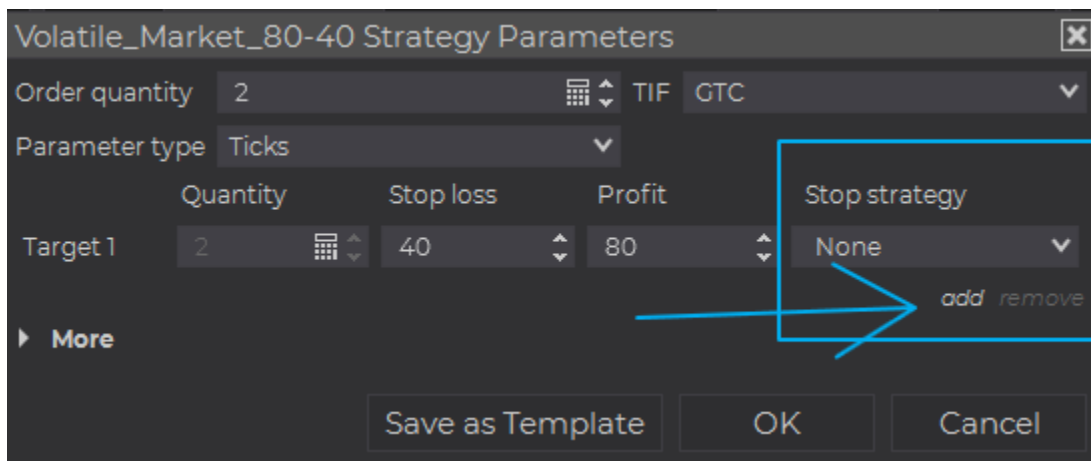 Volatile_Market_80-40 Strategy Parameters
Order quantity 2 TIF GTC
Parameter type Ticks
Quantity Stop loss Profit Stop strategy
Target 1 2 40 80 None
add remove
More
Save as Template OK Cancel